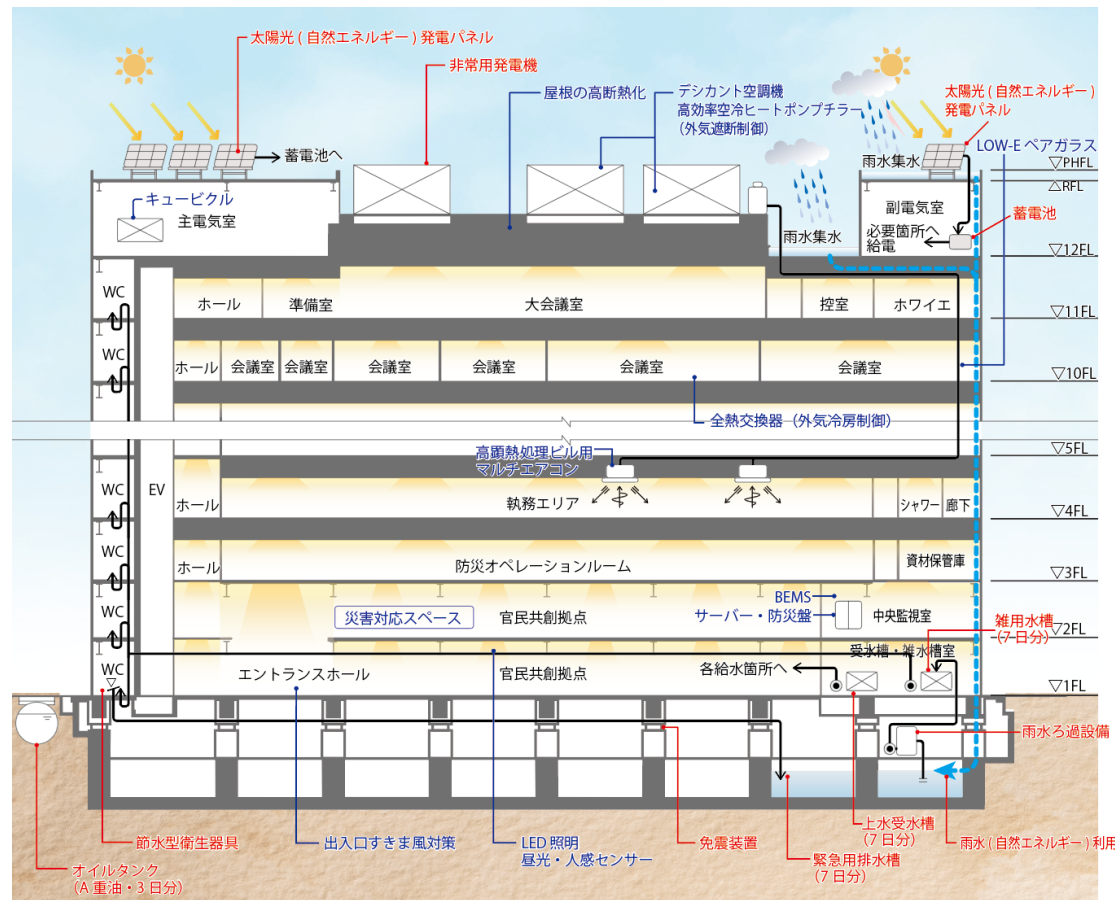 太陽光 ( 自然エネルギー ) 発電パネル
非常用発電機
屋根の高断熱化
デシカント空調機
高効率空冷ヒートポンプチラー
（外気遮断制御）
太陽光 ( 自然エネルギー )
発電パネル
LOW-E ペアガラス
蓄電池へ
雨水集水
▽PHFL
△RFL
キュービクル
主電気室
副電気室
蓄電池
必要箇所へ
給電
雨水集水
▽12FL
WC
ホール
準備室
大会議室
控室
ホワイエ
▽11FL
WC
ホール
会議室
会議室
会議室
会議室
会議室
会議室
▽10FL
全熱交換器（外気冷房制御）
▽5FL
高顕熱処理ビル用
マルチエアコン
WC
EV
ホール
執務エリア
シャワー
廊下
▽4FL
WC
ホール
防災オペレーションルーム
資材保管庫
▽3FL
BEMS
サーバー・防災盤
WC
災害対応スペース
官民共創拠点
中央監視室
雑用水槽
（7 日分）
▽2FL
受水槽・雑水槽室
WC
エントランスホール
官民共創拠点
各給水箇所へ
▽1FL
雨水ろ過設備
節水型衛生器具
出入口すきま風対策
LED 照明
昼光・人感センサー
免震装置
上水受水槽
（7 日分）
雨水 ( 自然エネルギー ) 利用
緊急用排水槽
（7 日分）
オイルタンク
（A 重油・3 日分）